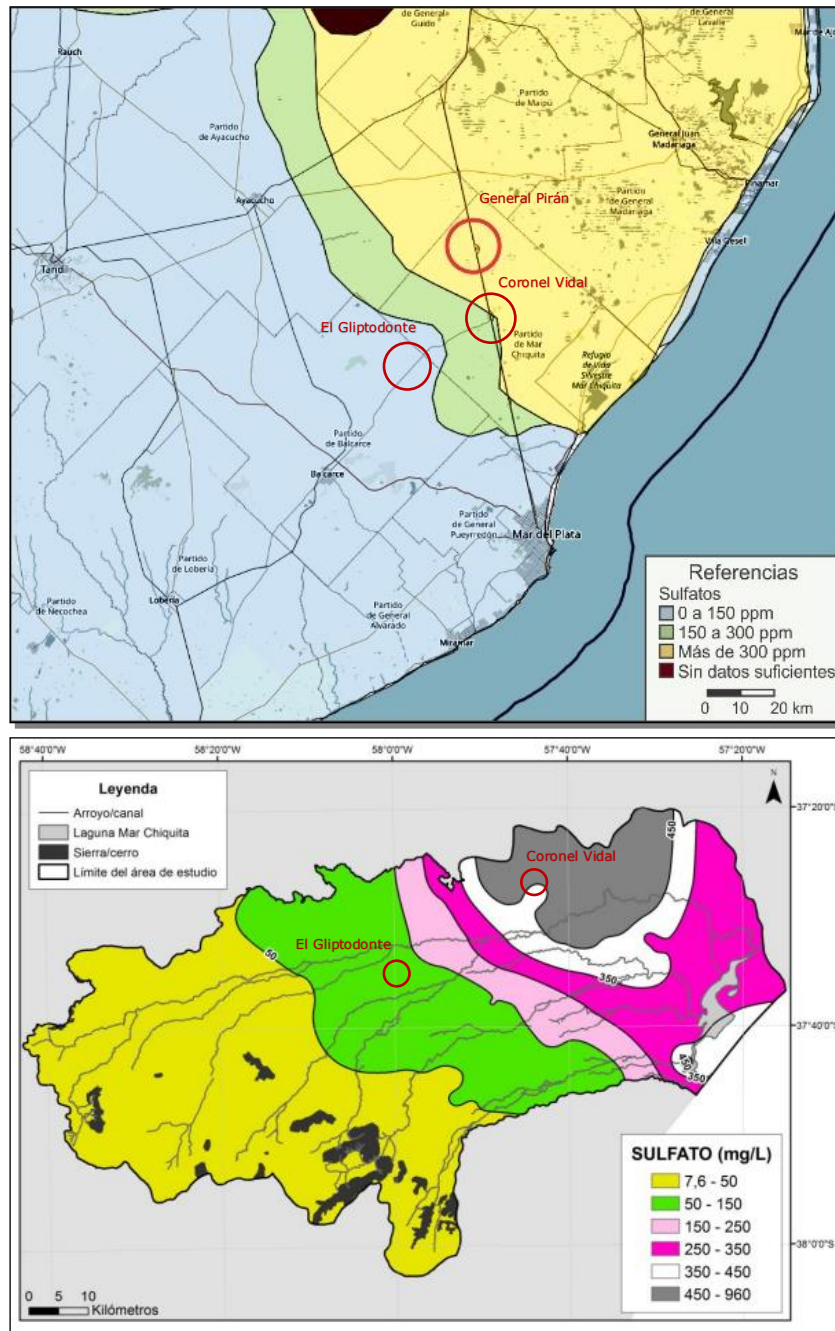 de General
Guido
de General
Lavalle
Mar de Ajó
Rauch
Partido
de Ayacucho
Partido
de Maipú
General Juan
Madariaga
Ayacucho
Pinamar
General Pirán
Partido
de General
Madariaga
Villa Gesell
Tandil
Coronel Vidal
El Gliptodonte
Partido
de Mar
Chiquita
Refugio
de Vida
Silvestre
Mar Chiquita
Partido
de Balcarce
Balcarce
Partido
de General
Pueyrredón
Mar del Plata
Partido
de Lobería
Partido
de Necochea
Lobería
Partido
de General
Alvarado
Miramar
Referencias
Sulfatos
0 a 150 ppm
150 a 300 ppm
Más de 300 ppm
Sin datos suficientes
0 10 20 km
58°40'0"W
58°20'0"W
58°0'0"W
57°40'0"W
57°20'0"W
Leyenda
Arroyo/canal
Laguna Mar Chiquita
Sierra/cerro
Límite del área de estudio
N
37°20'0"S
450
Coronel Vidal
El Gliptodonte
50
350
37°40'0"S
450
350
SULFATO (mg/L)
7,6 - 50
50 - 150
150 - 250
250 - 350
350 - 450
450 - 960
38°0'0"S
0 5 10
Kilómetros